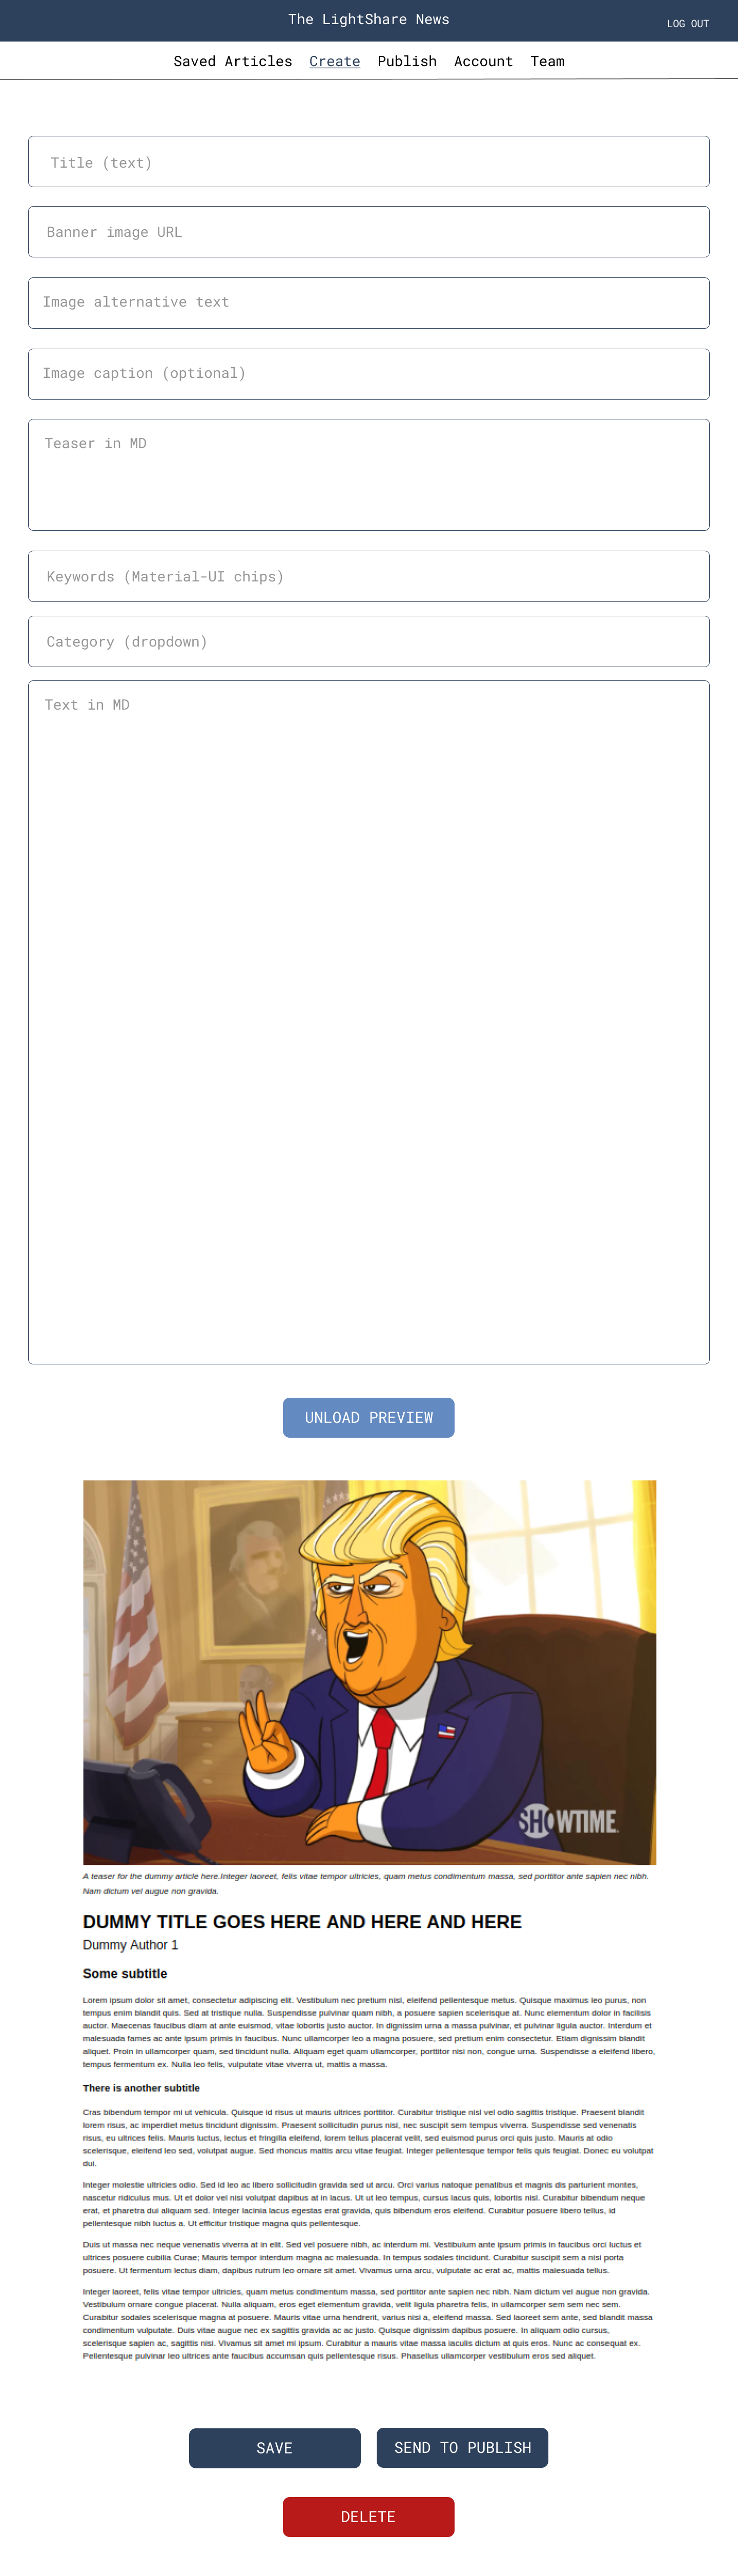 The LightShare News
LOG OUT
Saved Articles Create Publish Account Team
Title (text)
Banner image URL
Image alternative text
Image caption (optional)
Teaser in MD
Keywords (Material-UI chips)
Category (dropdown)
Text in MD
UNLOAD PREVIEW
SHOWTIME
A teaser for the dummy article here.Integer laoreet, felis vitae tempor ultricies, quam metus condimentum massa, sed porttitor ante sapien nec nibh.
Nam dictum vel augue non gravida.
DUMMY TITLE GOES HERE AND HERE AND HERE
Dummy Author 1
Some subtitle
Lorem ipsum dolor sit amet, consectetur adipiscing elit. Vestibulum nec pretium nisl, eleifend pellentesque metus. Quisque maximus leo purus, non
tempus enim blandit quis. Sed at tristique nulla. Suspendisse pulvinar quam nibh, a posuere sapien scelerisque at. Nunc elementum dolor in facilisis
auctor. Maecenas faucibus diam at ante euismod, vitae lobortis justo auctor. In dignissim urna a massa pulvinar, et pulvinar ligula auctor. Interdum et
malesuada fames ac ante ipsum primis in faucibus. Nunc ullamcorper leo a magna posuere, sed pretium enim consectetur. Etiam dignissim blandit
aliquet. Proin in ullamcorper quam, sed tincidunt nulla. Aliquam eget quam ullamcorper, porttitor nisi non, congue urna. Suspendisse a eleifend libero,
tempus fermentum ex. Nulla leo felis, vulputate vitae viverra ut, mattis a massa.
There is another subtitle
Cras bibendum tempor mi ut vehicula. Quisque id risus ut mauris ultrices porttitor. Curabitur tristique nisl vel odio sagittis tristique. Praesent blandit
lorem risus, ac imperdiet metus tincidunt dignissim. Praesent sollicitudin purus nisi, nec suscipit sem tempus viverra. Suspendisse sed venenatis
risus, eu ultrices felis. Mauris luctus, lectus et fringilla eleifend, lorem tellus placerat velit, sed euismod purus orci quis justo. Mauris at odio
scelerisque, eleifend leo sed, volutpat augue. Sed rhoncus mattis arcu vitae feugiat. Integer pellentesque tempor felis quis feugiat. Donec eu volutpat
dui.
Integer molestie ultricies odio. Sed id leo ac libero sollicitudin gravida sed ut arcu. Orci varius natoque penatibus et magnis dis parturient montes,
nascetur ridiculus mus. Ut et dolor vel nisi volutpat dapibus at in lacus. Ut ut leo tempus, cursus lacus quis, lobortis nisl. Curabitur bibendum neque
erat, et pharetra dui aliquam sed. Integer lacinia lacus egestas erat gravida, quis bibendum eros eleifend. Curabitur posuere libero tellus, id
pellentesque nibh luctus a. Ut efficitur tristique magna quis pellentesque.
Duis ut massa nec neque venenatis viverra at in elit. Sed vel posuere nibh, ac interdum mi. Vestibulum ante ipsum primis in faucibus orci luctus et
ultrices posuere cubilia Curae; Mauris tempor interdum magna ac malesuada. In tempus sodales tincidunt. Curabitur suscipit sem a nisi porta
posuere. Ut fermentum lectus diam, dapibus rutrum leo ornare sit amet. Vivamus urna arcu, vulputate ac erat ac, mattis malesuada tellus.
Integer laoreet, felis vitae tempor ultricies, quam metus condimentum massa, sed porttitor ante sapien nec nibh. Nam dictum vel augue non gravida.
Vestibulum ornare congue placerat. Nulla aliquam, eros eget elementum gravida, velit ligula pharetra felis, in ullamcorper sem sem nec sem.
Curabitur sodales scelerisque magna at posuere. Mauris vitae urna hendrerit, varius nisi a, eleifend massa. Sed laoreet sem ante, sed blandit massa
condimentum vulputate. Duis vitae augue nec ex sagittis gravida ac ac justo. Quisque dignissim dapibus posuere. In aliquam odio cursus,
scelerisque sapien ac, sagittis nisi. Vivamus sit amet mi ipsum. Curabitur a mauris vitae massa iaculis dictum at quis eros. Nunc ac consequat ex.
Pellentesque pulvinar leo ultrices ante faucibus accumsan quis pellentesque risus. Phasellus ullamcorper vestibulum eros sed aliquet.
SAVE
SEND TO PUBLISH
DELETE